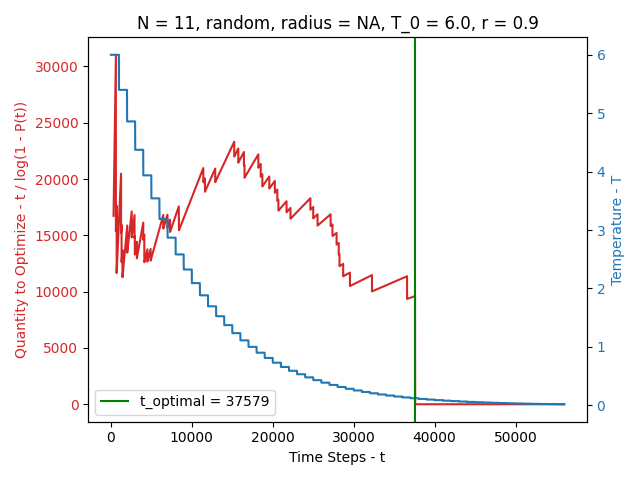 N = 11, random, radius = NA, T_0 = 6.0, r = 0.9
Quantity to Optimize - t / log(1 - P(t))
30000
25000
20000
15000
10000
5000
0
6
5
4
3
2
1
0
Temperature - T
t_optimal = 37579
0 10000 20000 30000 40000 50000
Time Steps - t